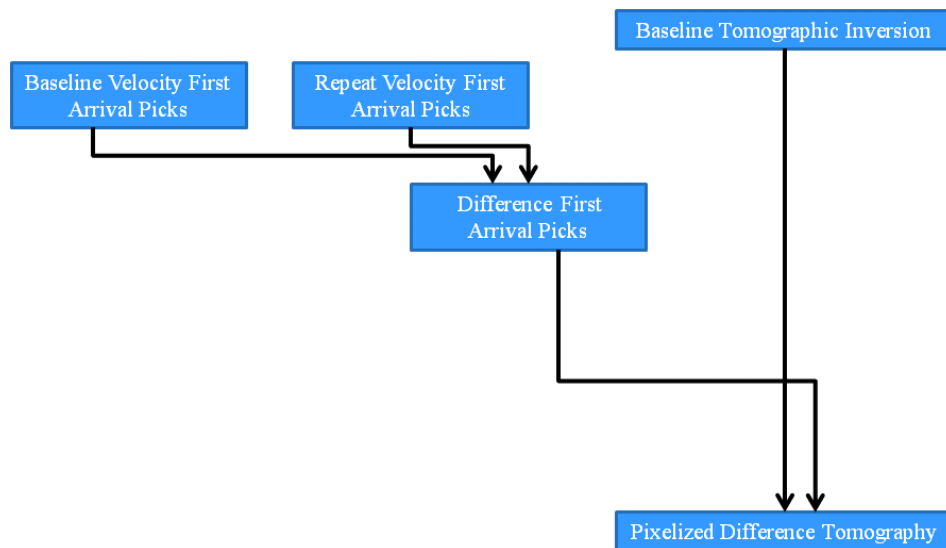 Baseline Tomographic Inversion
Baseline Velocity First
Arrival Picks
Repeat Velocity First
Arrival Picks
Difference First
Arrival Picks
Pixelized Difference Tomography